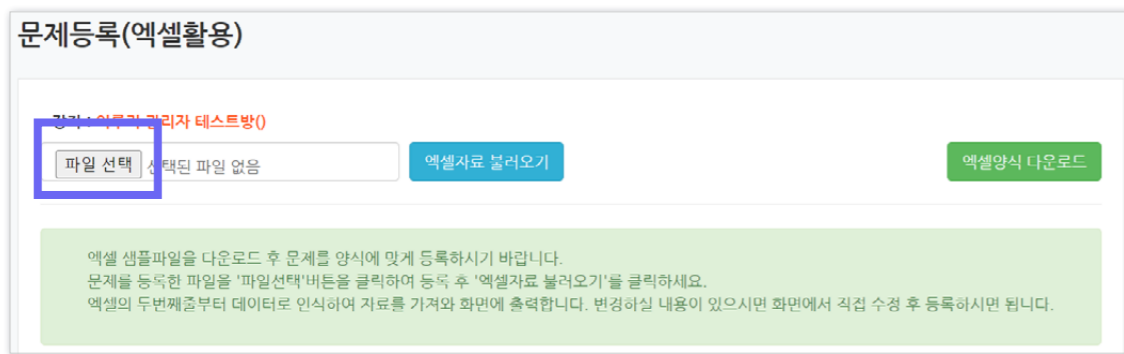 문제등록(엑셀활용)
관리자 테스트방()
파일 선택 선택된 파일 없음 엑셀자료 불러오기 엑셀양식 다운로드
엑셀 샘플파일을 다운로드 후 문제를 양식에 맞게 등록하시기 바랍니다.
문제를 등록한 파일을 '파일선택'버튼을 클릭하여 등록 후 '엑셀자료 불러오기'를 클릭하세요.
엑셀의 두번째줄부터 데이터로 인식하여 자료를 가져와 화면에 출력합니다. 변경하실 내용이 있으시면 화면에서 직접 수정 후 등록하시면 됩니다.